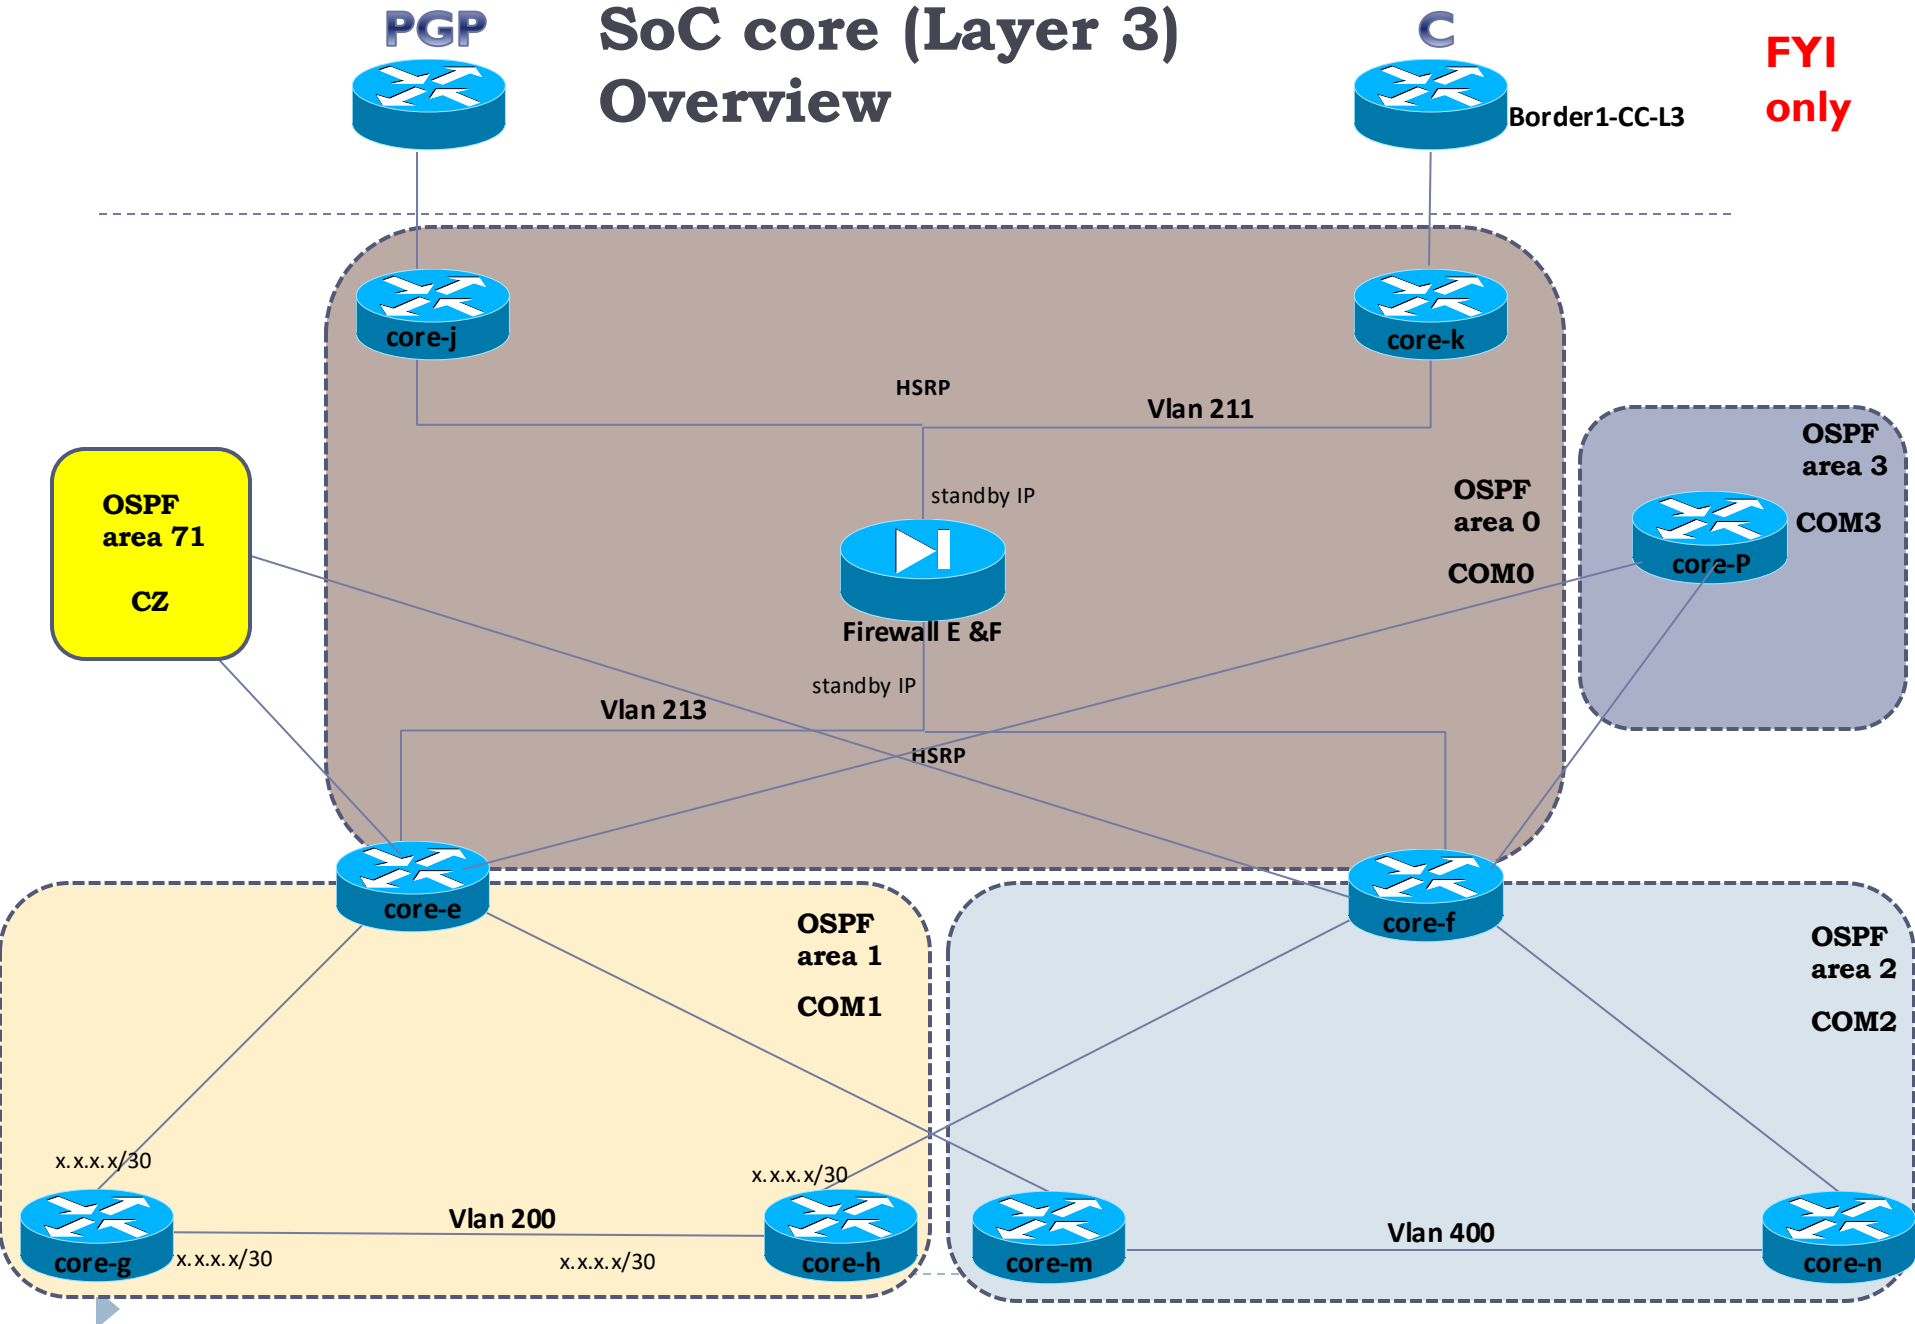 PGP
SoC core (Layer 3)
Overview
C
FYI
only
Border1-CC-L3
core-j
core-k
HSRP
Vlan 211
OSPF
area 3
COM3
core-P
OSPF
area 71
CZ
standby IP
OSPF
area 0
COM0
Firewall E &F
standby IP
Vlan 213
HSRP
core-e
core-f
OSPF
area 1
COM1
OSPF
area 2
COM2
x.x.x.x/30
x.x.x.x/30
Vlan 200
Vlan 400
core-g
x.x.x.x/30
x.x.x.x/30
core-h
core-m
core-n